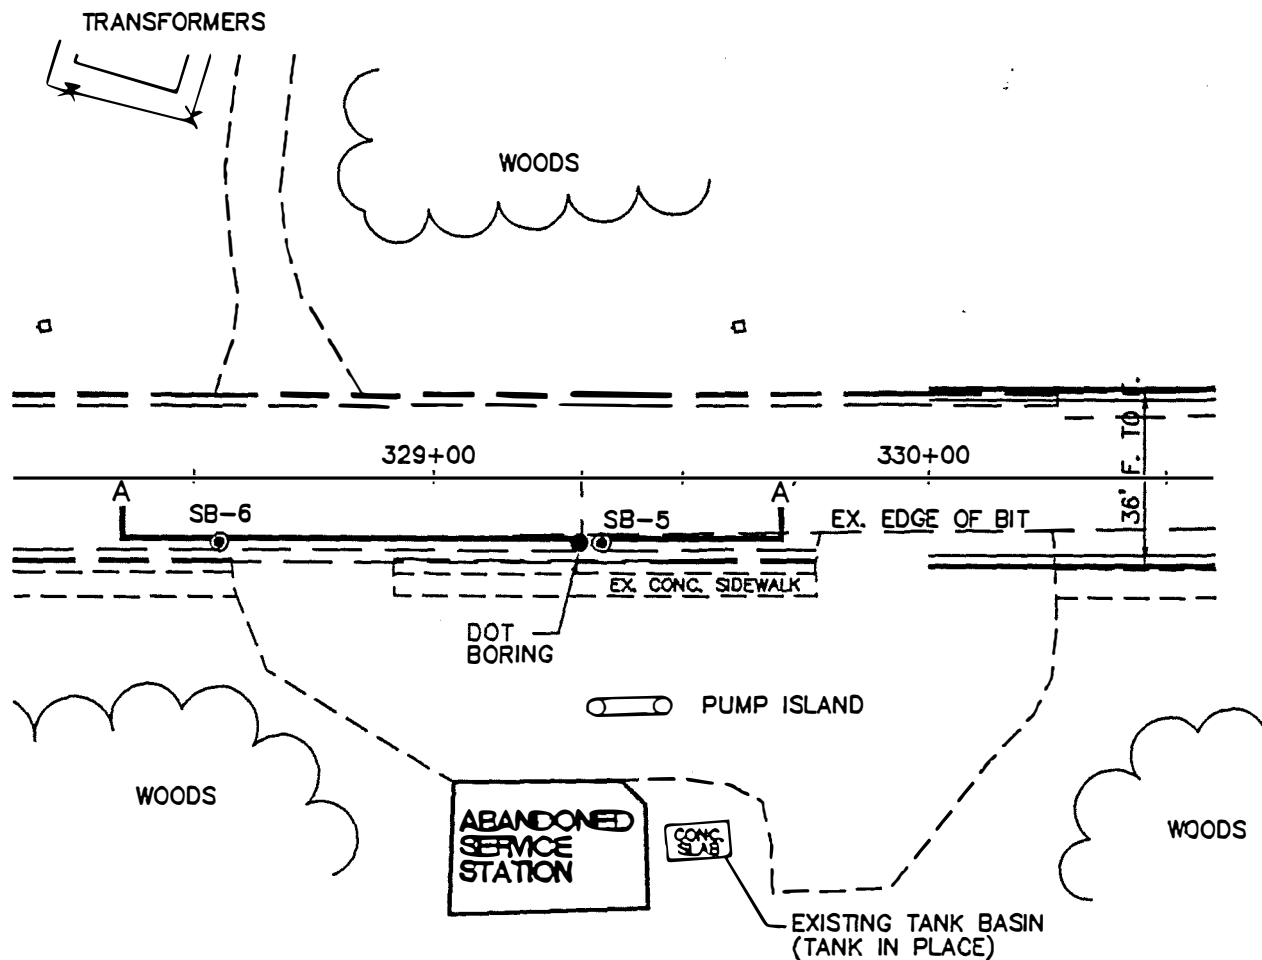 TRANSFORMERS
WOODS
329+00
330+00
A
A
SB-6
SB-5
EX. EDGE OF BIT
36' F. TO F.
EX. CONC. SIDEWALK
DOT
BORING
PUMP ISLAND
WOODS
ABANDONED
SERVICE
STATION
CONC.
SLAB
WOODS
EXISTING TANK BASIN
(TANK IN PLACE)